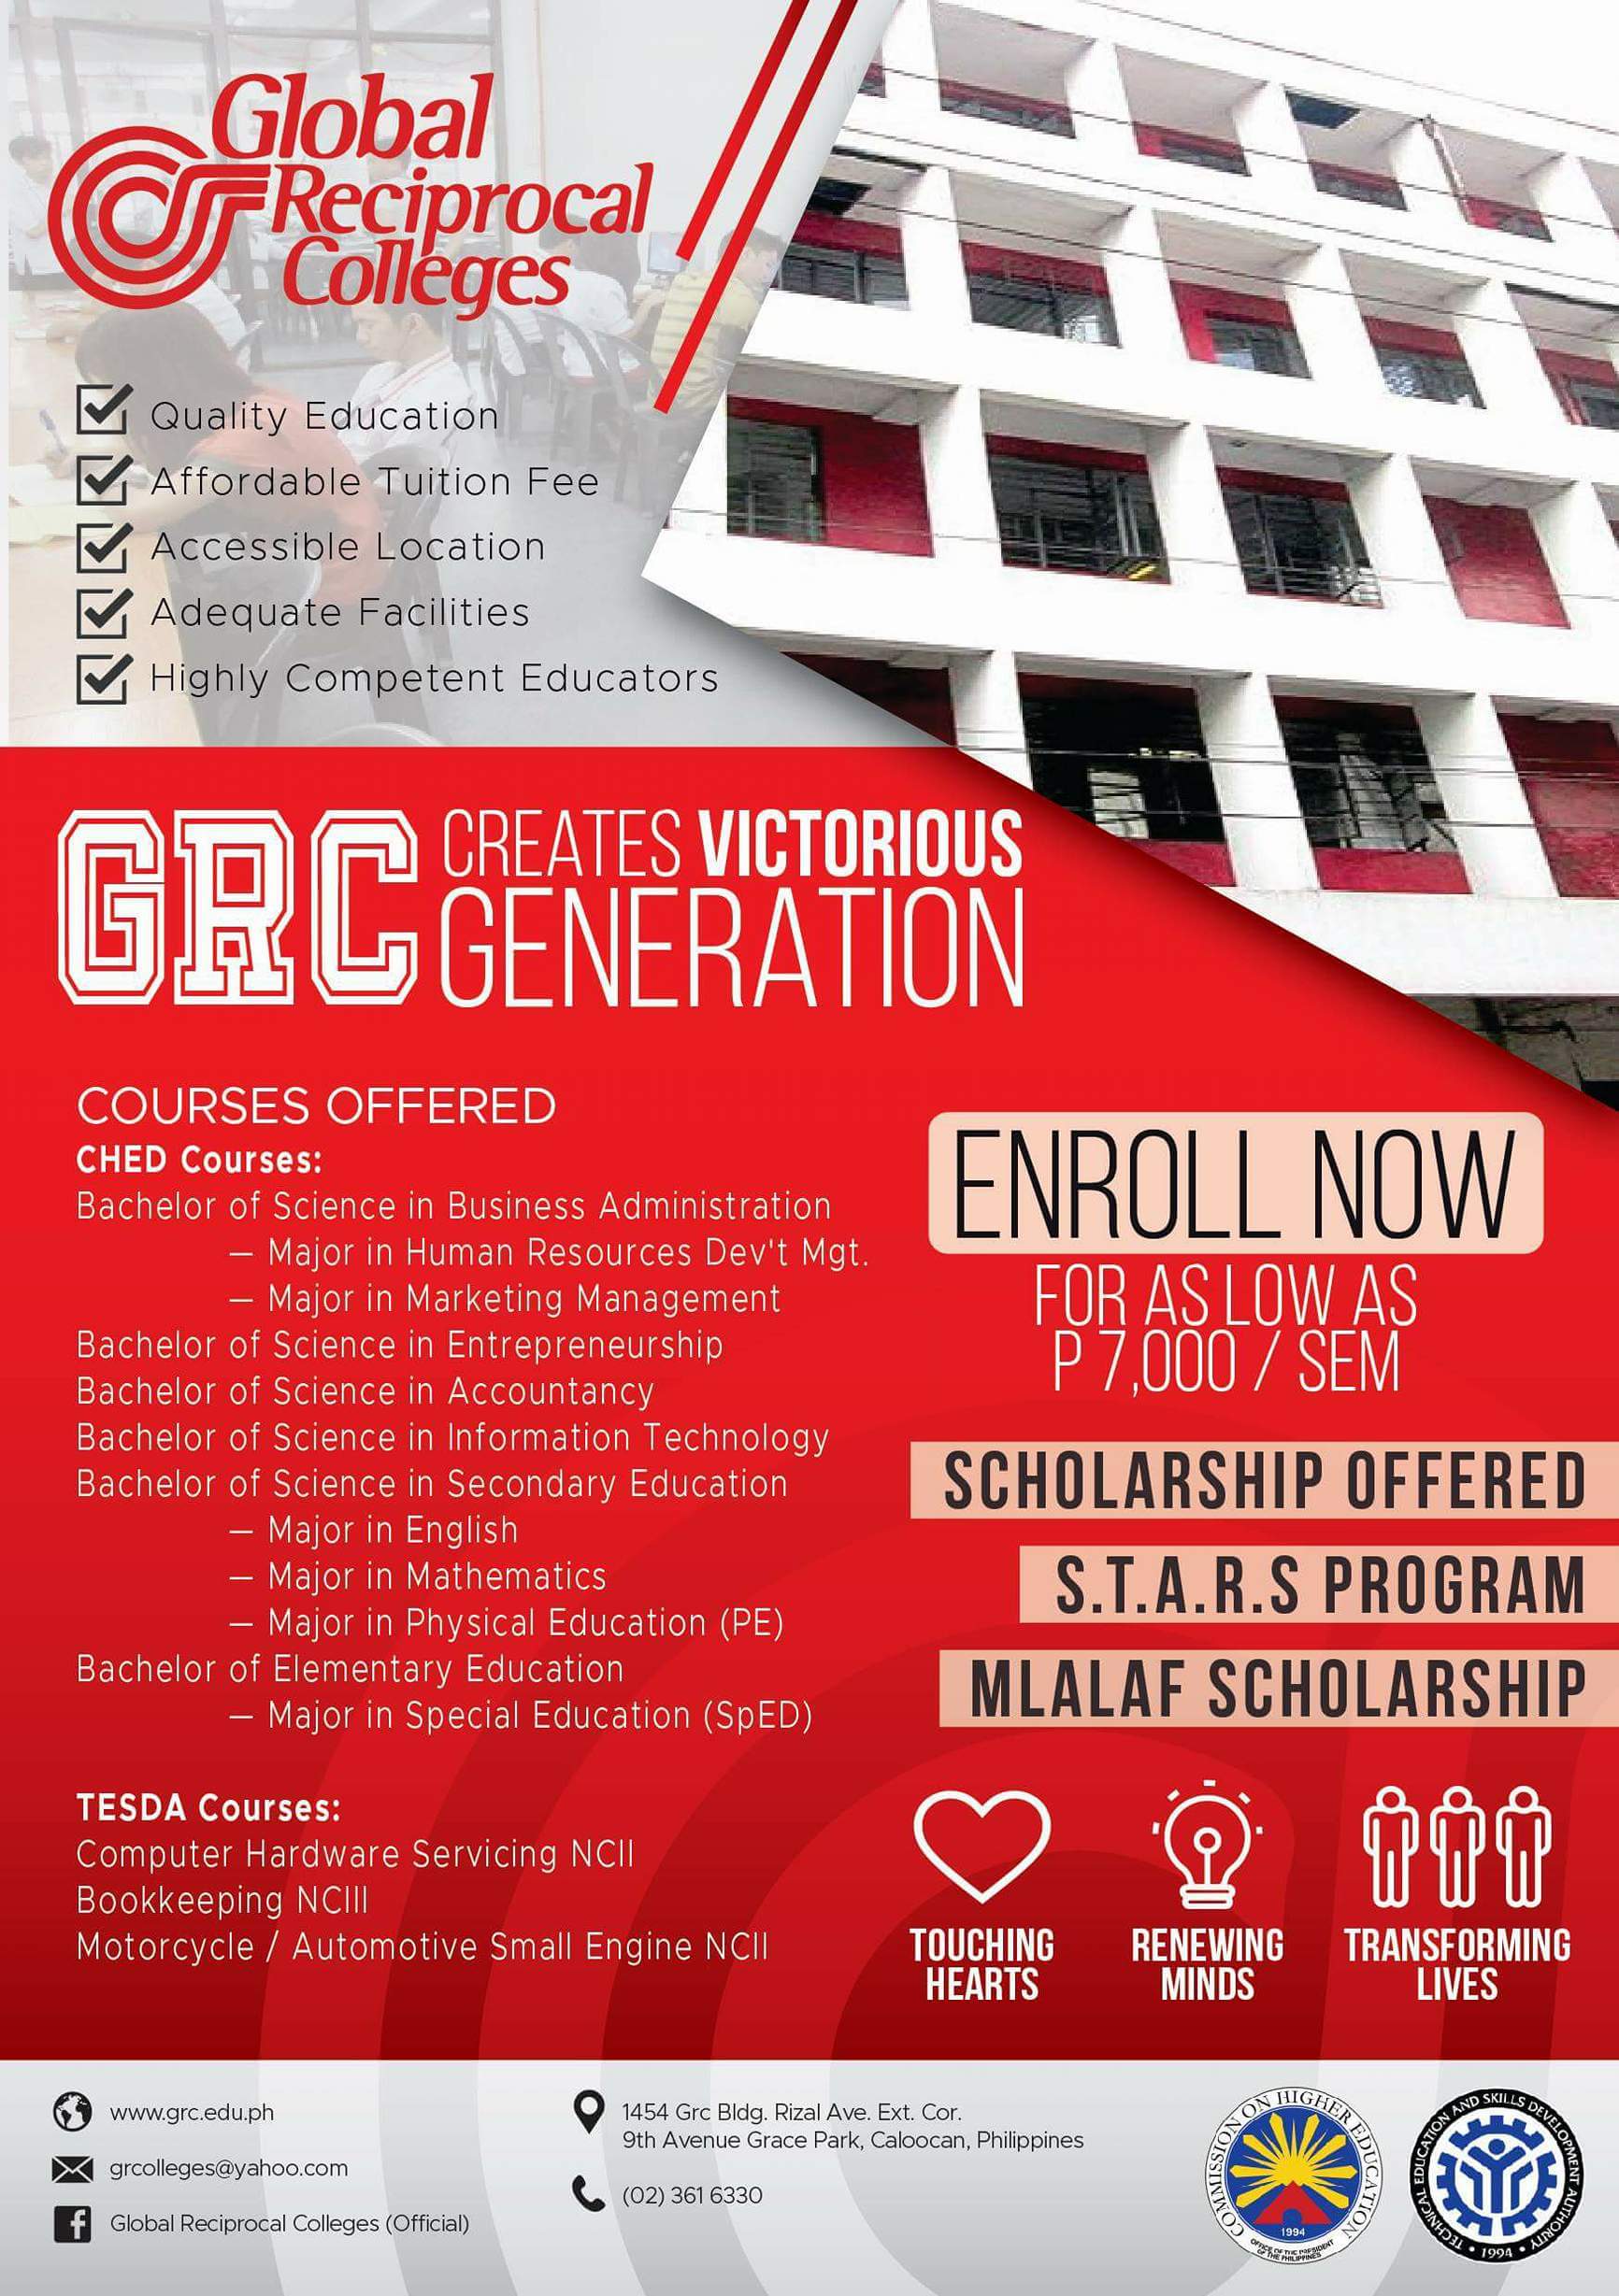 Global
Reciprocal
Colleges
Quality Education
Affordable Tuition Fee
Accessible Location
Adequate Facilities
Highly Competent Educators
GRC CREATES VICTORIOUS
GENERATION
COURSES OFFERED
CHED Courses:
Bachelor of Science in Business Administration
— Major in Human Resources Dev't Mgt.
— Major in Marketing Management
Bachelor of Science in Entrepreneurship
Bachelor of Science in Accountancy
Bachelor of Science in Information Technology
Bachelor of Science in Secondary Education
— Major in English
— Major in Mathematics
— Major in Physical Education (PE)
Bachelor of Elementary Education
— Major in Special Education (SpED)
TESDA Courses:
Computer Hardware Servicing NCII
Bookkeeping NCIII
Motorcycle / Automotive Small Engine NCII
ENROLL NOW
FOR AS LOW AS
P 7,000 / SEM
SCHOLARSHIP OFFERED
S.T.A.R.S PROGRAM
MLALAF SCHOLARSHIP
TOUCHING
HEARTS
RENEWING
MINDS
TRANSFORMING
LIVES
www.grc.edu.ph
grcolleges@yahoo.com
Global Reciprocal Colleges (Official)
1454 Grc Bldg. Rizal Ave. Ext. Cor.
9th Avenue Grace Park, Caloocan, Philippines
(02) 361 6330
COMMISSION ON HIGHER EDUCATION
1994
OFFICE OF THE PRESIDENT
OF THE PHILIPPINES
TECHNICAL EDUCATION AND SKILLS DEVELOPMENT AUTHORITY
• 1994 •